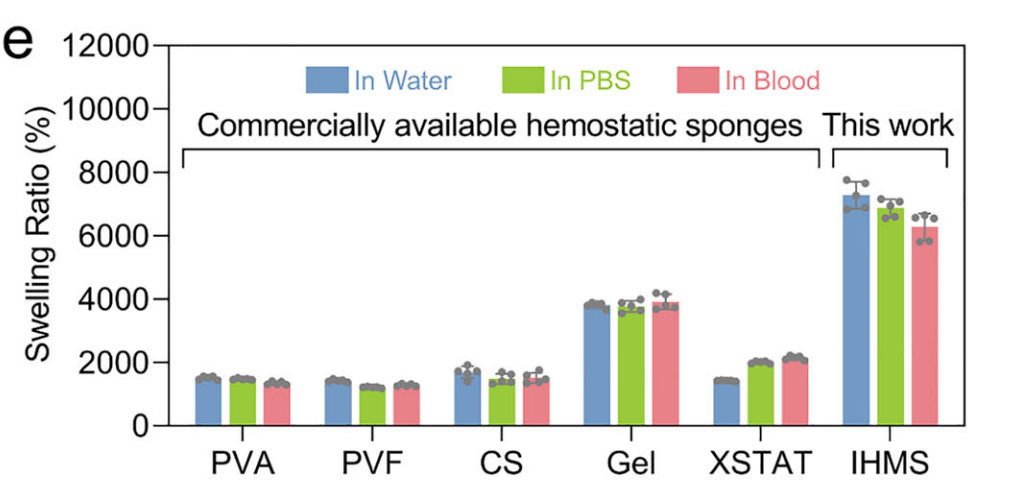 e
12000
10000
8000
6000
4000
2000
0
Swelling Ratio (%)
In Water In PBS In Blood
Commercially available hemostatic sponges This work
PVA PVF CS Gel XSTAT IHMS